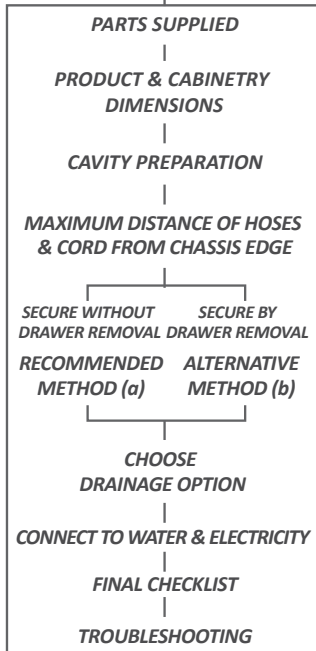 PARTS SUPPLIED
PRODUCT & CABINETRY
DIMENSIONS
CAVITY PREPARATION
MAXIMUM DISTANCE OF HOSES
& CORD FROM CHASSIS EDGE
SECURE WITHOUT
DRAWER REMOVAL
RECOMMENDED
METHOD (a)
SECURE BY
DRAWER REMOVAL
ALTERNATIVE
METHOD (b)
CHOOSE
DRAINAGE OPTION
CONNECT TO WATER & ELECTRICITY
FINAL CHECKLIST
TROUBLESHOOTING